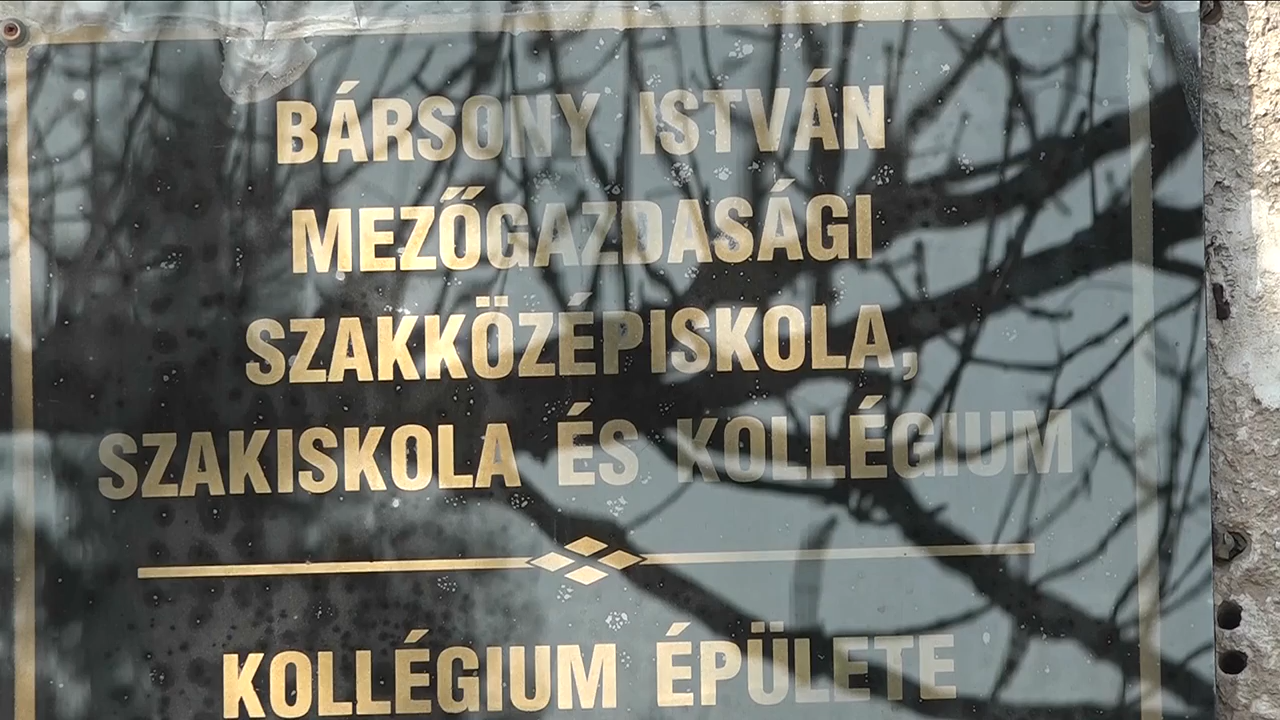 BÁRSONY ISTVÁN
MEZŐGAZDASÁGI
SZAKKÖZÉPISKOLA,
SZAKISKOLA ÉS KOLLÉGIUM
KOLLÉGIUM ÉPÜLETE